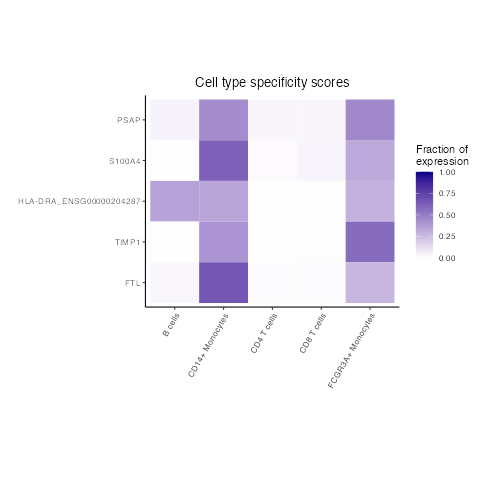 Cell type specificity scores
PSAP
S100A4
HLA-DRA_ENSG00000204287
TIMP1
FTL
B cells
CD14+ Monocytes
CD4 T cells
CD8 T cells
FCGR3A+ Monocytes
Fraction of
expression
1.00
0.75
0.50
0.25
0.00